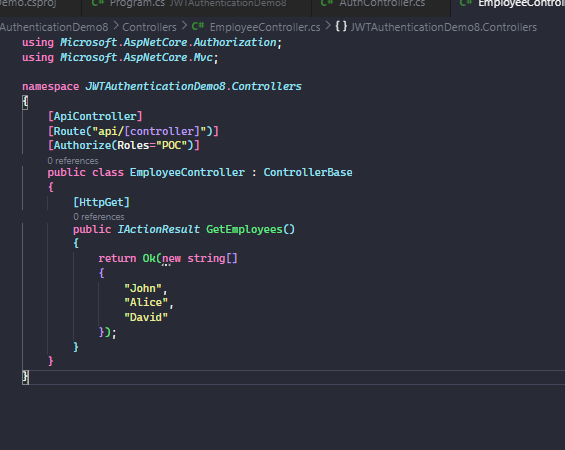 Demo.csproj C# Program.cs JWTAuthenticationDemo8 C# AuthController.cs C# EmployeeController.cs
AuthenticationDemo8 > Controllers > C# EmployeeController.cs > { } JWTAuthenticationDemo8.Controllers
using Microsoft.AspNetCore.Authorization;
using Microsoft.AspNetCore.Mvc;
namespace JWTAuthenticationDemo8.Controllers
{
[ApiController]
[Route("api/[controller]")]
[Authorize(Roles="POC")]
0 references
public class EmployeeController : ControllerBase
{
[HttpGet]
0 references
public IActionResult GetEmployees()
{
return Ok(new string[]
{
"John",
"Alice",
"David"
});
}
}
}